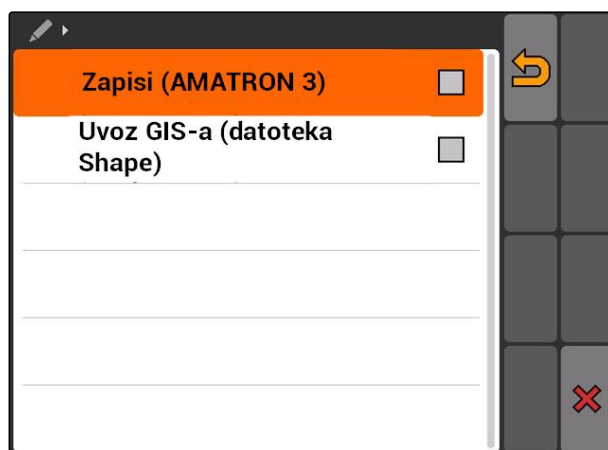 Zapisi (AMATRON 3)
Uvoz GIS-a (datoteka
Shape)